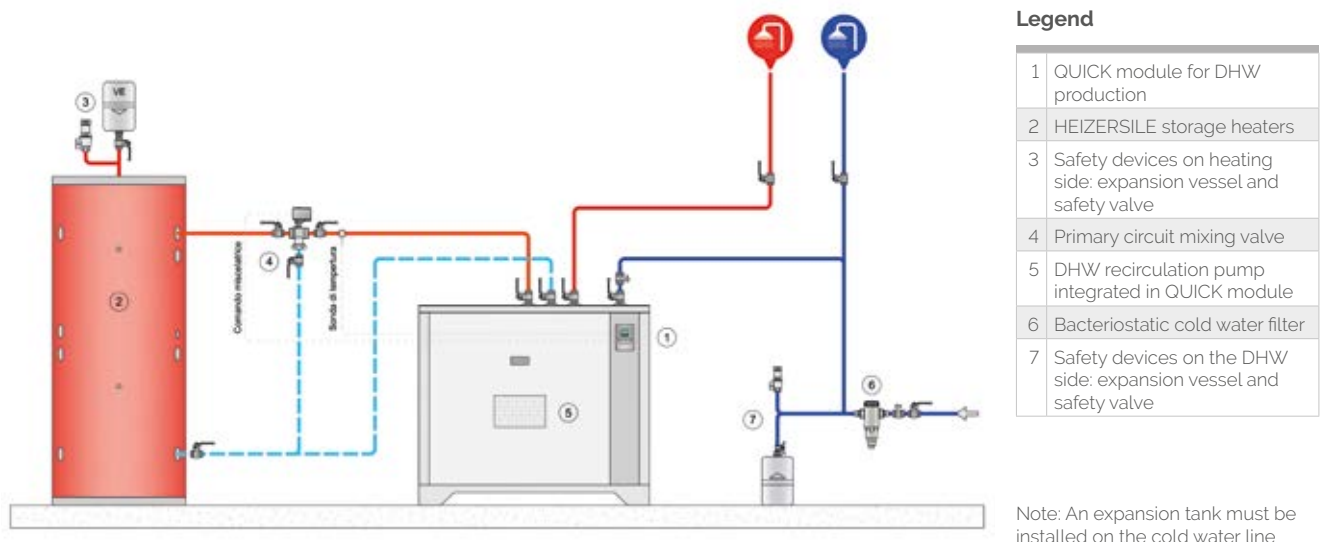 VE
3
4
Comando miscelatrice
Sonda di tempertura
2
1
5
6
7
Legend
1 QUICK module for DHW
production
2 HEIZERSILE storage heaters
3 Safety devices on heating
side: expansion vessel and
safety valve
4 Primary circuit mixing valve
5 DHW recirculation pump
integrated in QUICK module
6 Bacteriostatic cold water filter
7 Safety devices on the DHW
side: expansion vessel and
safety valve
Note: An expansion tank must be
installed on the cold water line